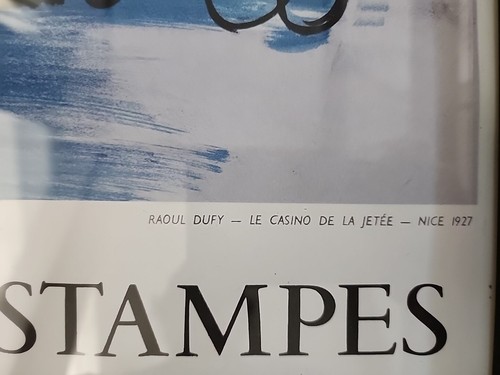 RAOUL DUFY — LE CASINO DE LA JETÉE — NICE 1927
STAMPES